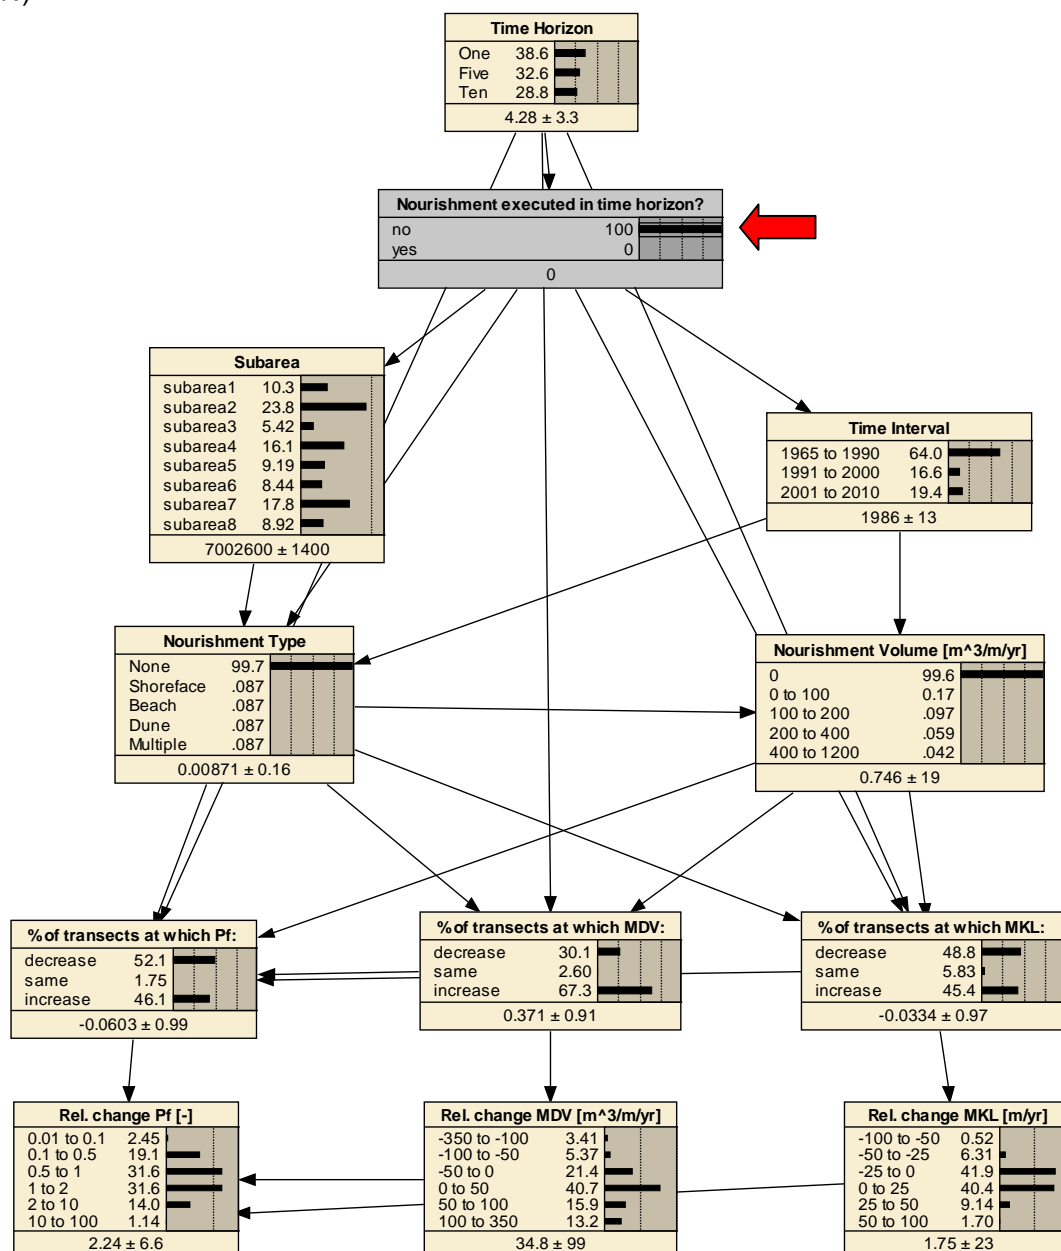 Time Horizon
One 38.6
Five 32.6
Ten 28.8
4.28 ± 3.3
Nourishment executed in time horizon?
no 100
yes 0
0
Subarea
subarea1 10.3
subarea2 23.8
subarea3 5.42
subarea4 16.1
subarea5 9.19
subarea6 8.44
subarea7 17.8
subarea8 8.92
7002600 ± 1400
Time Interval
1965 to 1990 64.0
1991 to 2000 16.6
2001 to 2010 19.4
1986 ± 13
Nourishment Type
None 99.7
Shoreface .087
Beach .087
Dune .087
Multiple .087
0.00871 ± 0.16
Nourishment Volume [m^3/m/yr]
0 99.6
0 to 100 0.17
100 to 200 .097
200 to 400 .059
400 to 1200 .042
0.746 ± 19
% of transects at which Pf:
decrease 52.1
same 1.75
increase 46.1
-0.0603 ± 0.99
% of transects at which MDV:
decrease 30.1
same 2.60
increase 67.3
0.371 ± 0.91
% of transects at which MKL:
decrease 48.8
same 5.83
increase 45.4
-0.0334 ± 0.97
Rel. change Pf [-]
0.01 to 0.1 2.45
0.1 to 0.5 19.1
0.5 to 1 31.6
1 to 2 31.6
2 to 10 14.0
10 to 100 1.14
2.24 ± 6.6
Rel. change MDV [m^3/m/yr]
-350 to -100 3.41
-100 to -50 5.37
-50 to 0 21.4
0 to 50 40.7
50 to 100 15.9
100 to 350 13.2
34.8 ± 99
Rel. change MKL [m/yr]
-100 to -50 0.52
-50 to -25 6.31
-25 to 0 41.9
0 to 25 40.4
25 to 50 9.14
50 to 100 1.70
1.75 ± 23